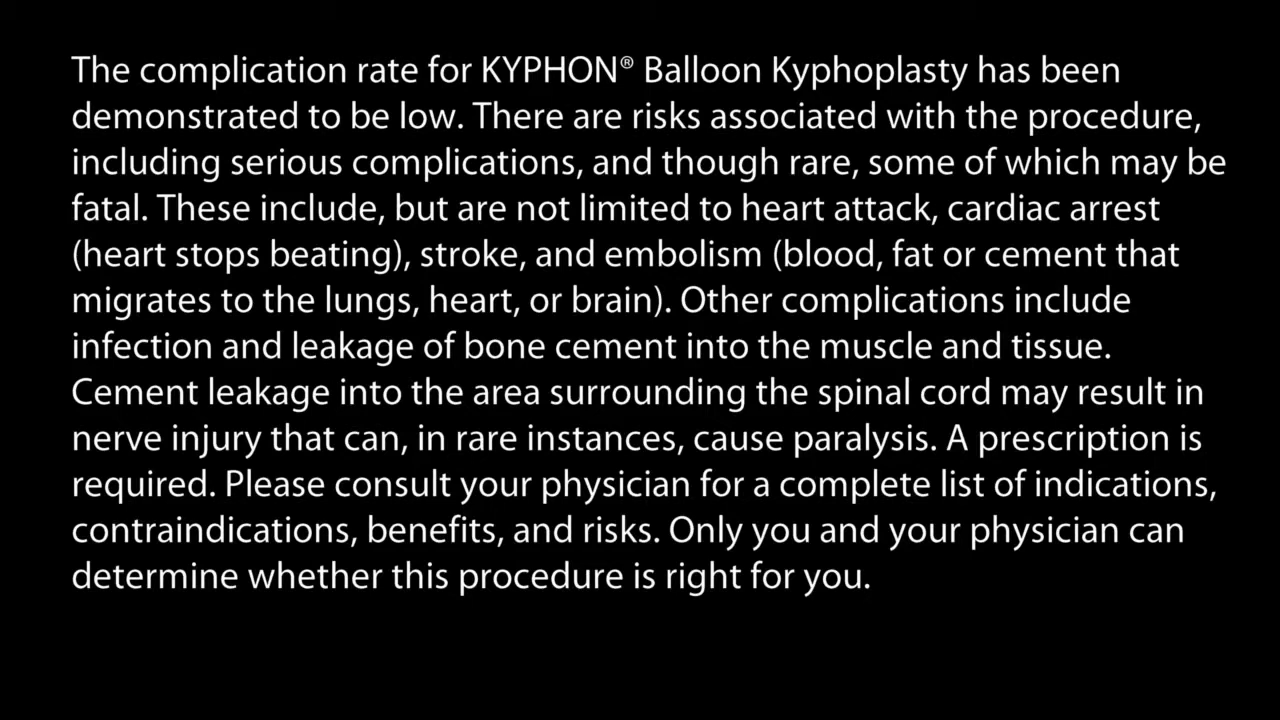 The complication rate for KYPHON® Balloon Kyphoplasty has been
demonstrated to be low. There are risks associated with the procedure,
including serious complications, and though rare, some of which may be
fatal. These include, but are not limited to heart attack, cardiac arrest
(heart stops beating), stroke, and embolism (blood, fat or cement that
migrates to the lungs, heart, or brain). Other complications include
infection and leakage of bone cement into the muscle and tissue.
Cement leakage into the area surrounding the spinal cord may result in
nerve injury that can, in rare instances, cause paralysis. A prescription is
required. Please consult your physician for a complete list of indications,
contraindications, benefits, and risks. Only you and your physician can
determine whether this procedure is right for you.